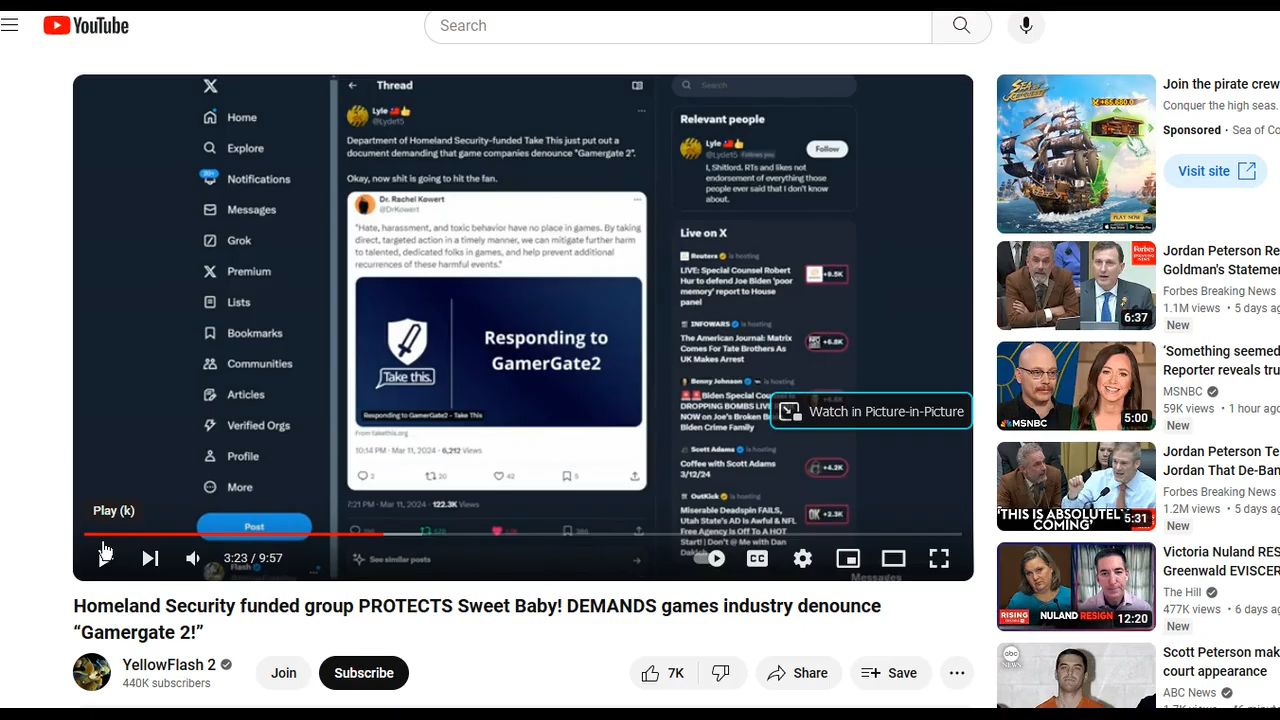 YouTube
Search
X
Home
Explore
Notifications
Messages
Grok
Premium
Lists
Bookmarks
Communities
Articles
Verified Orgs
Profile
More
Post
Flash
Thread
Lyle
@Lyde15
Department of Homeland Security-funded Take This just put out a
document demanding that game companies denounce "Gamergate 2".
Okay, now shit is going to hit the fan.
Dr. Rachel Kowert
@DrKowert
"Hate, harassment, and toxic behavior have no place in games. By taking
direct, targeted action in a timely manner, we can mitigate further harm
to talented, dedicated folks in games, and help prevent additional
recurrences of these harmful events."
Take this.
Responding to
GamerGate2
Responding to GamerGate2 - Take This
From takethis.org
10:14 PM · Mar 11, 2024 · 6,212 Views
2 20 42 5
7:21 PM · Mar 11, 2024 · 122.3K Views
See similar posts
Search
Relevant people
Lyle
@Lyde15 Follows you
Follow
I, Shitlord. RTs and likes not
endorsement of everything those
people ever said that I don't know
about.
Live on X
Reuters is hosting
LIVE: Special Counsel Robert
Hur to defend Joe Biden 'poor
memory' report to House
panel
+9.5K
INFOWARS is hosting
The American Journal: Matrix
Comes For Tate Brothers As
UK Makes Arrest
+6.8K
Benny Johnson is hosting
Biden Special Cou
DROPPING BOMBS LIV
NOW on Joe's Broken B
Biden Crime Family
Watch in Picture-in-Picture
Scott Adams is hosting
Coffee with Scott Adams
3/12/24
+4.2K
OutKick is hosting
Miserable Deadspin FAILS,
Utah State's AD Is Awful & NFL
Free Agency Is Off To A HOT
Start! | Don't @ Me with Dan
Dakich
OK +2.3K
Messages
Play (k)
3:23 / 9:57
CC
Homeland Security funded group PROTECTS Sweet Baby! DEMANDS games industry denounce
“Gamergate 2!”
YellowFlash 2
440K subscribers
Join
Subscribe
7K
Share
Save
SEA OF CONQUEST
PLAY NOW
Join the pirate crew
Conquer the high seas.
Sponsored · Sea of Co
Visit site
Forbes
6:37
Jordan Peterson Re
Goldman's Stateme
Forbes Breaking News
1.1M views · 5 days ag
New
MSNBC
5:00
‘Something seemed
Reporter reveals tru
MSNBC
59K views · 1 hour ago
New
"THIS IS ABSOLUTELY
COMING"
5:31
Jordan Peterson Te
Jordan That De-Ban
Forbes Breaking News
1.2M views · 5 days ag
New
RISING
NULAND RESIGN
12:20
Victoria Nuland RES
Greenwald EVISCER
The Hill
477K views · 6 days ag
New
abc NEWS
Scott Peterson mak
court appearance
ABC News